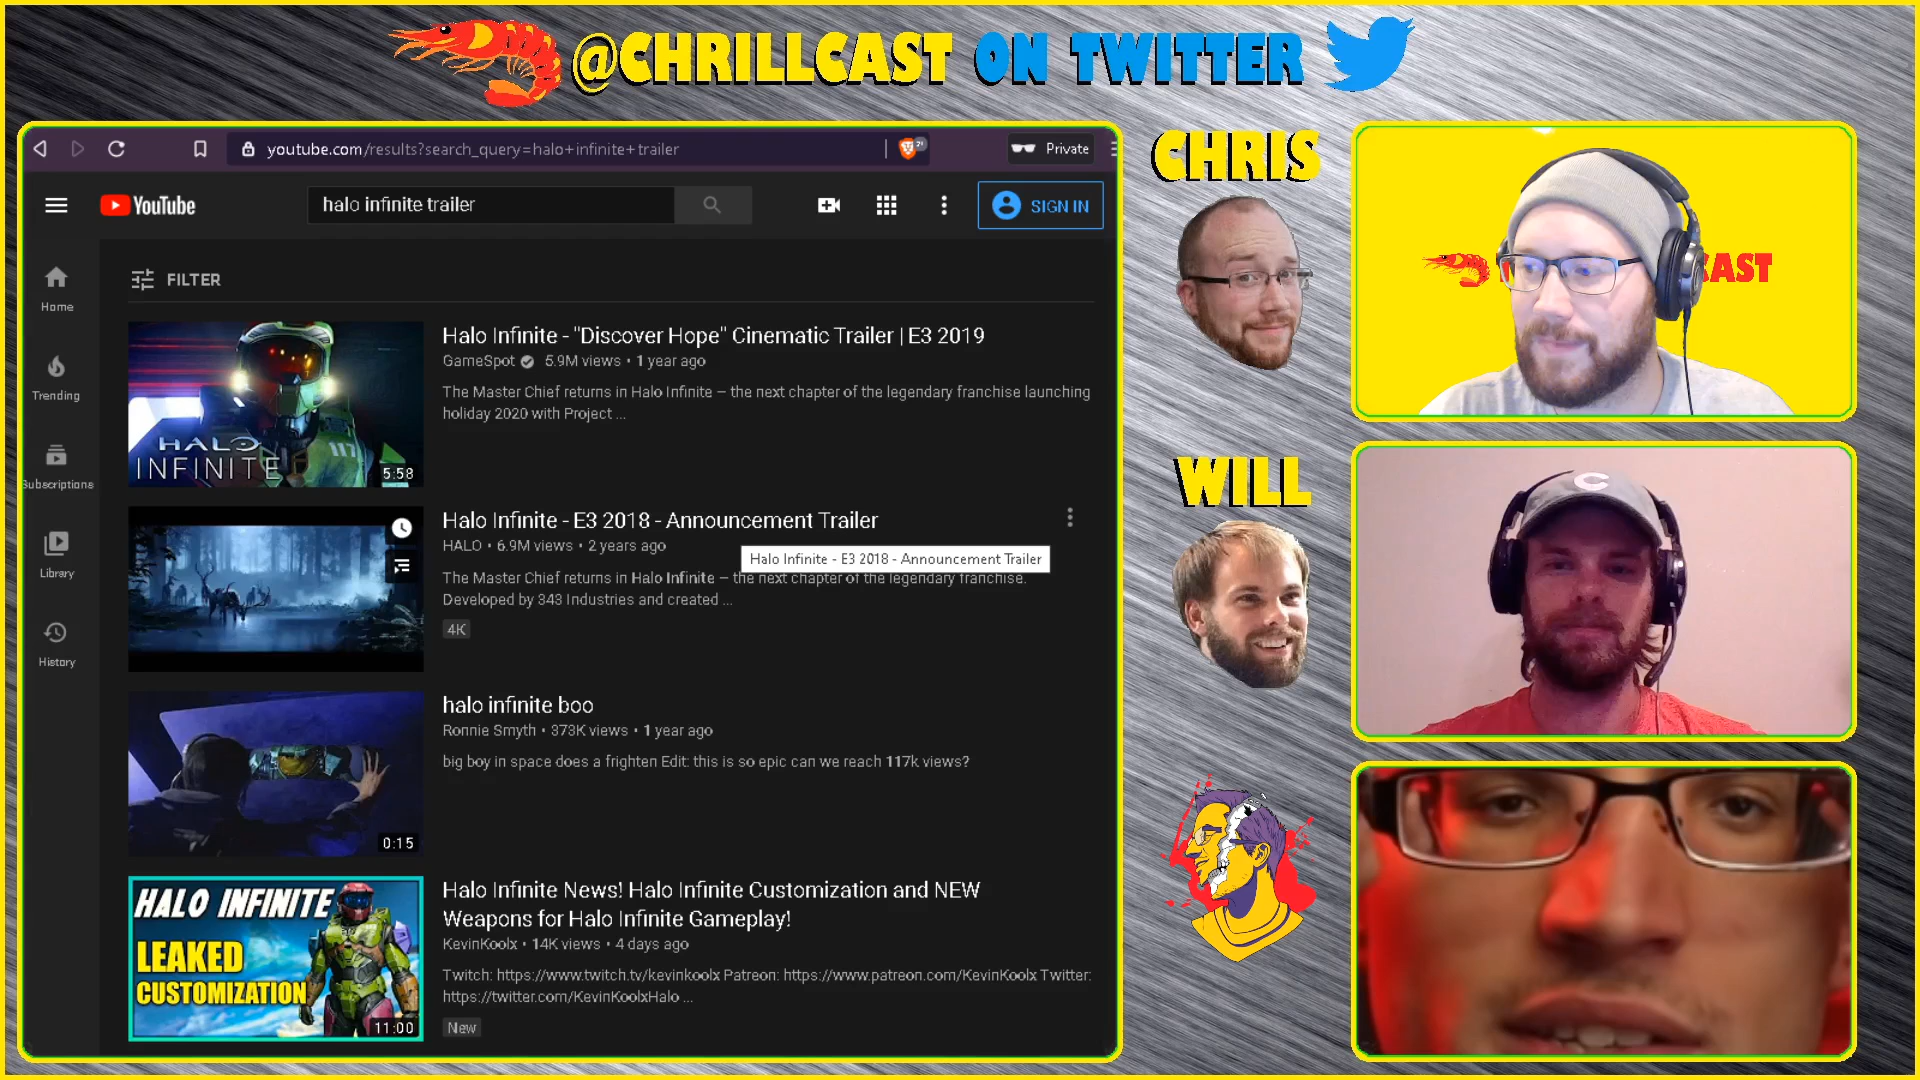 @CHRILLCAST ON TWITTER
youtube.com/results?search_query=halo+infinite+trailer
Private
YouTube
halo infinite trailer
SIGN IN
Home
Trending
Subscriptions
Library
History
FILTER
HALO
INFINITE
117
5:58
Halo Infinite - "Discover Hope" Cinematic Trailer | E3 2019
GameSpot 5.9M views • 1 year ago
The Master Chief returns in Halo Infinite – the next chapter of the legendary franchise launching
holiday 2020 with Project ...
Halo Infinite - E3 2018 - Announcement Trailer
HALO • 6.9M views • 2 years ago
Halo Infinite - E3 2018 - Announcement Trailer
The Master Chief returns in Halo Infinite – the next chapter of the legendary franchise.
Developed by 343 Industries and created ...
4K
0:15
halo infinite boo
Ronnie Smyth • 373K views • 1 year ago
big boy in space does a frighten Edit: this is so epic can we reach 117k views?
HALO INFINITE
LEAKED
CUSTOMIZATION
11:00
Halo Infinite News! Halo Infinite Customization and NEW
Weapons for Halo Infinite Gameplay!
KevinKoolx • 14K views • 4 days ago
Twitch: https://www.twitch.tv/kevinkoolx Patreon: https://www.patreon.com/KevinKoolx Twitter:
https://twitter.com/KevinKoolxHalo ...
New
CHRIS
CAST
WILL
C